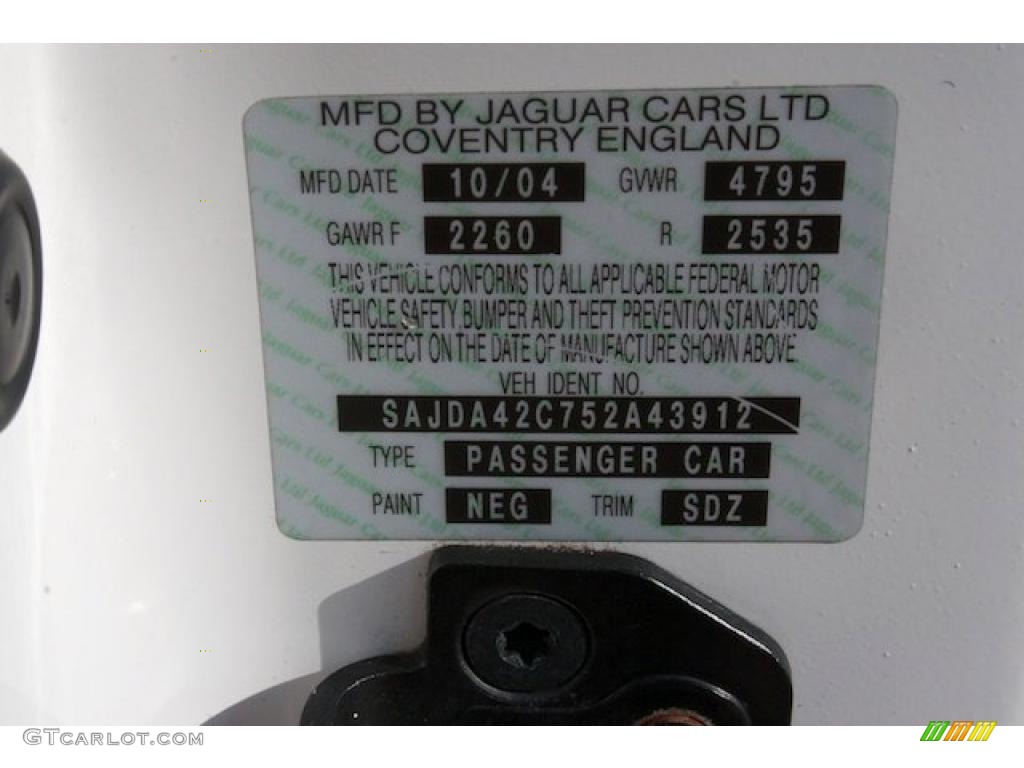 MFD BY JAGUAR CARS LTD
COVENTRY ENGLAND
MFD DATE 10/04 GVWR 4795
GAWR F 2260 R 2535
THIS VEHICLE CONFORMS TO ALL APPLICABLE FEDERAL MOTOR
VEHICLE SAFETY, BUMPER AND THEFT PREVENTION STANDARDS
IN EFFECT ON THE DATE OF MANUFACTURE SHOWN ABOVE
VEH IDENT NO.
SAJDA42C752A43912
TYPE PASSENGER CAR
PAINT NEG TRIM SDZ
GTCARLOT.COM